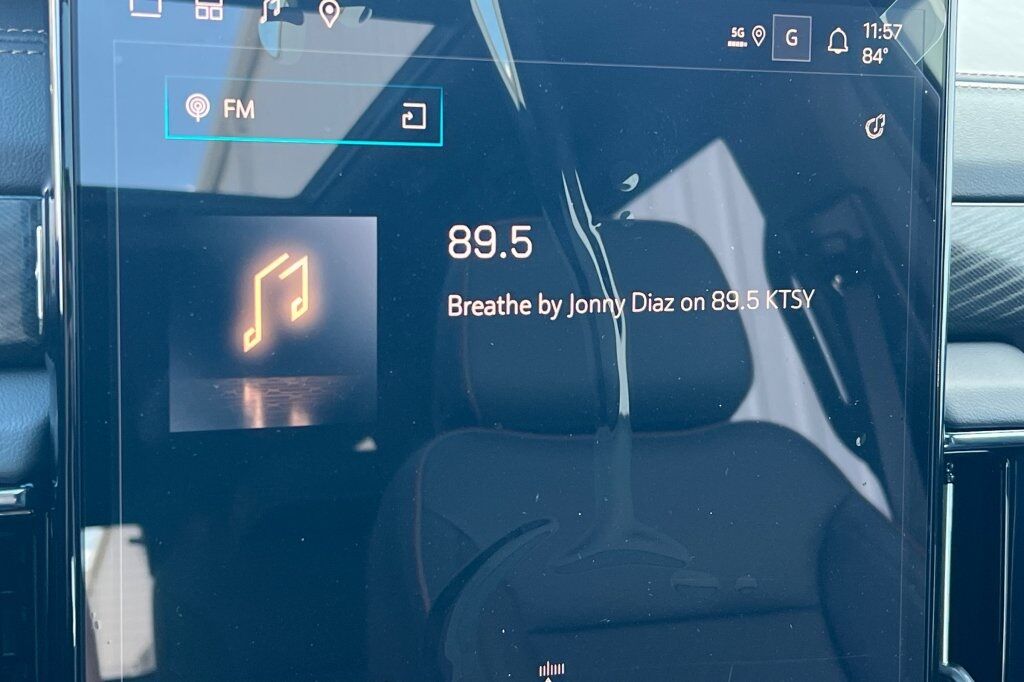 5G
G
11:57
84°
FM
89.5
Breathe by Jonny Diaz on 89.5 KTSY